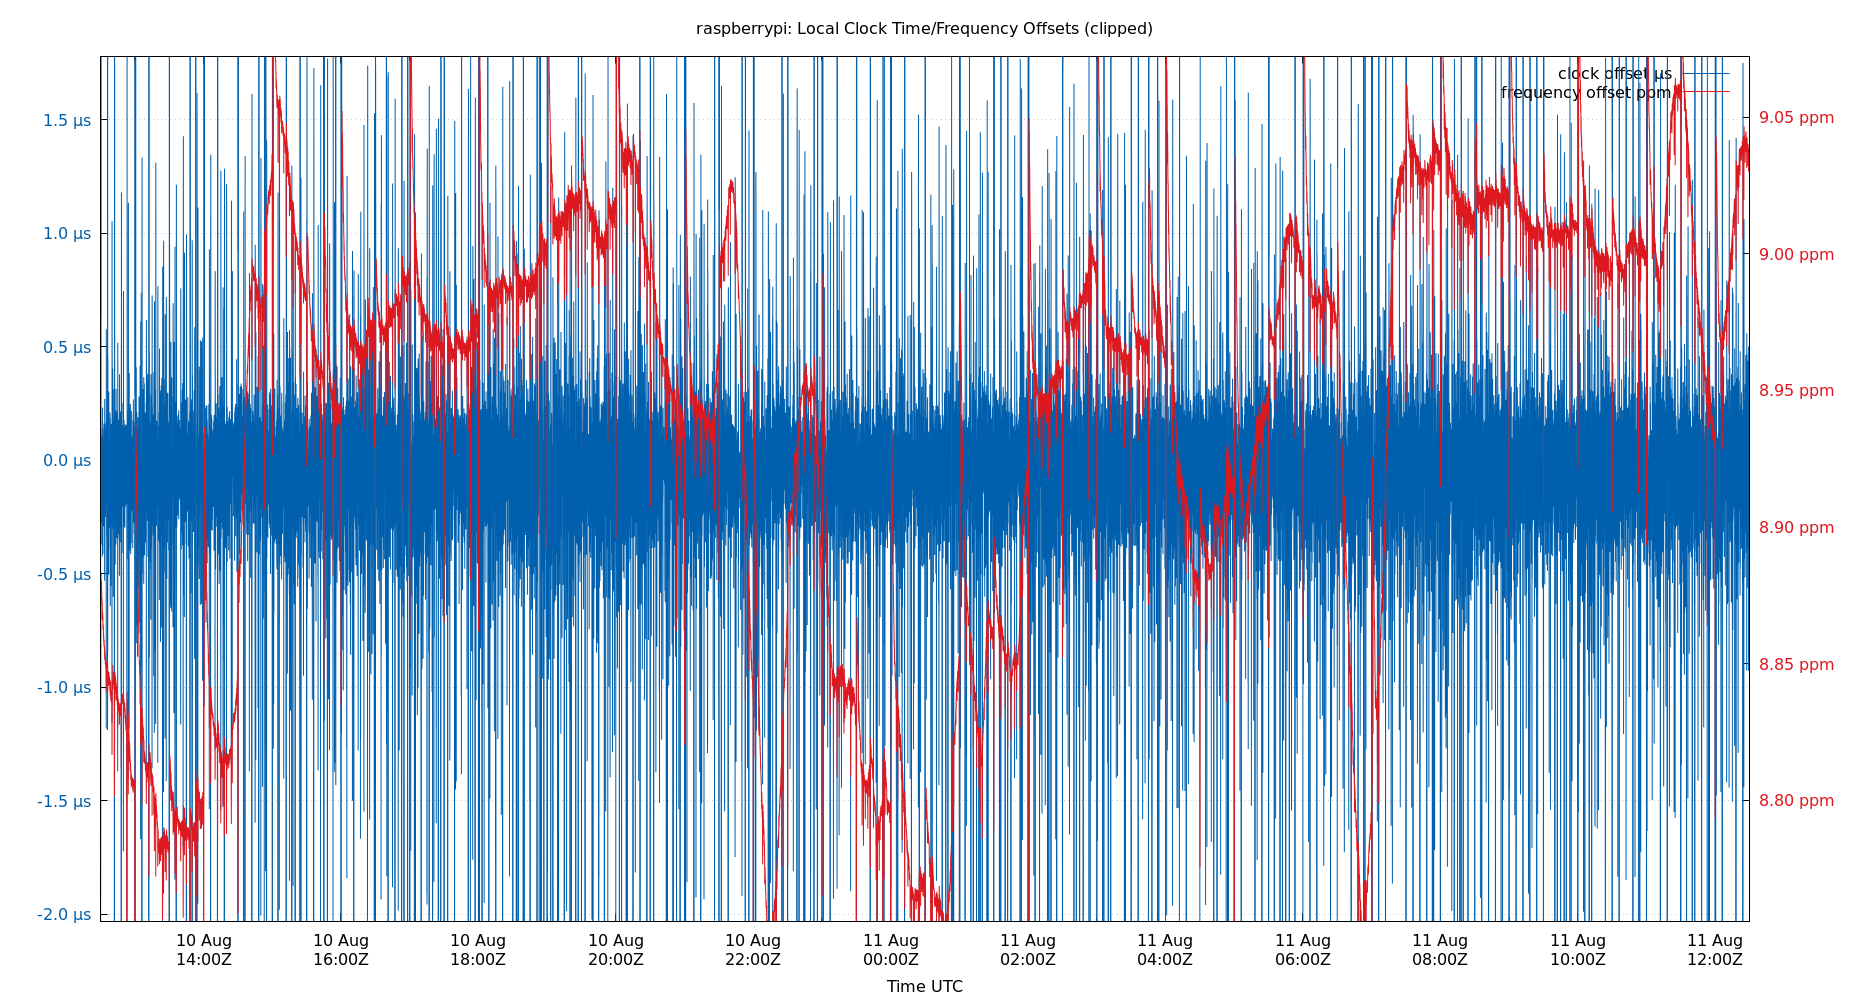 raspberrypi: Local Clock Time/Frequency Offsets (clipped)
clock offset µs
frequency offset ppm
1.5 µs
1.0 µs
0.5 µs
0.0 µs
-0.5 µs
-1.0 µs
-1.5 µs
-2.0 µs
9.05 ppm
9.00 ppm
8.95 ppm
8.90 ppm
8.85 ppm
8.80 ppm
10 Aug 10 Aug 10 Aug 10 Aug 10 Aug 11 Aug 11 Aug 11 Aug 11 Aug 11 Aug 11 Aug 11 Aug
14:00Z 16:00Z 18:00Z 20:00Z 22:00Z 00:00Z 02:00Z 04:00Z 06:00Z 08:00Z 10:00Z 12:00Z
Time UTC